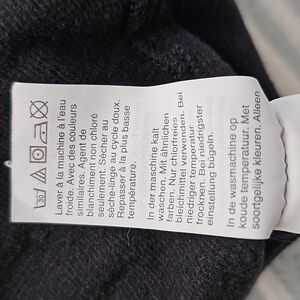 30
Laver à la machine à l'eau
froide. Avec des couleurs
similaires. Agent de
blanchiment non chloré
seulement. Sécher au
sèche-linge au cycle doux.
Repasser à la plus basse
température.
In der maschine kalt
waschen. Mit ähnlichen
farben. Nur chlorfreies
bleichmittel verwenden. Bei
niedriger temperatur
trocknen. Bei niedrigster
einstellung bügeln.
In de wasmachine op
koude temperatuur. Met
soortgelijke kleuren. Alleen